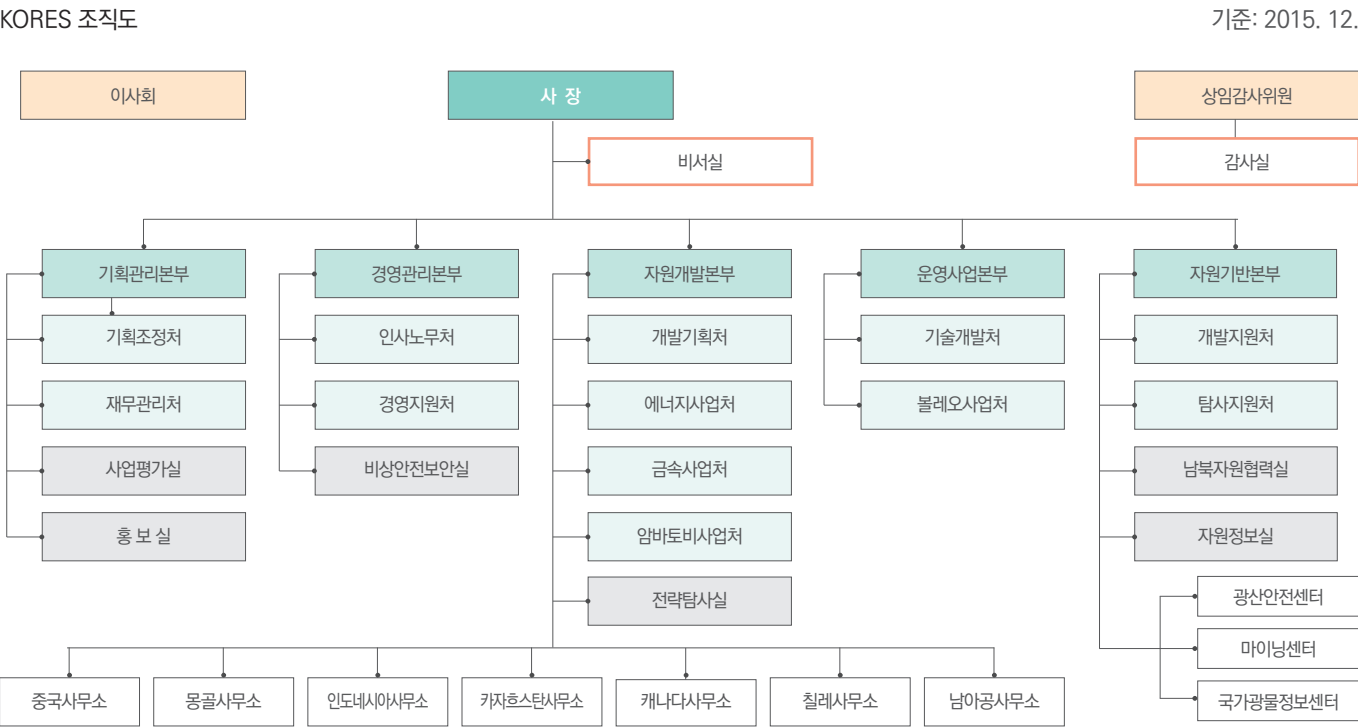 KORES 조직도
기준: 2015. 12.
이사회
사 장
상임감사위원
비서실
감사실
기획관리본부
경영관리본부
자원개발본부
운영사업본부
자원기반본부
기획조정처
인사노무처
개발기획처
기술개발처
개발지원처
재무관리처
경영지원처
에너지사업처
볼레오사업처
탐사지원처
사업평가실
비상안전보안실
금속사업처
남북자원협력실
홍 보 실
암바토비사업처
자원정보실
전략탐사실
광산안전센터
마이닝센터
국가광물정보센터
중국사무소
몽골사무소
인도네시아사무소
카자흐스탄사무소
캐나다사무소
칠레사무소
남아공사무소